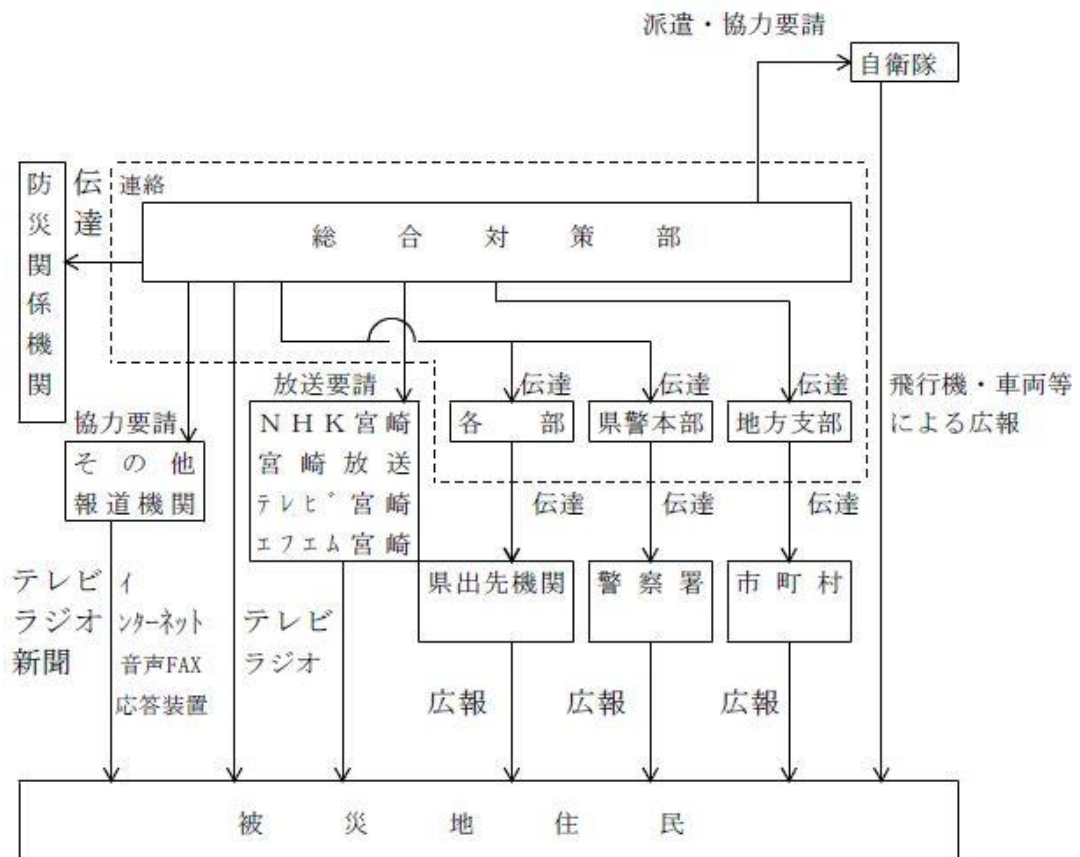 派遣・協力要請
自衛隊
防災関係機関
伝達
連絡
総合対策部
放送要請
伝達
伝達
伝達
飛行機・車両等
による広報
協力要請
NHK宮崎
宮崎放送
テレビ宮崎
エフエム宮崎
各部
県警本部
地方支部
その他
報道機関
伝達
伝達
伝達
テレビ
ラジオ
新聞
イ
ンターネット
音声FAX
応答装置
テレビ
ラジオ
県出先機関
警察署
市町村
広報
広報
広報
被災地住民